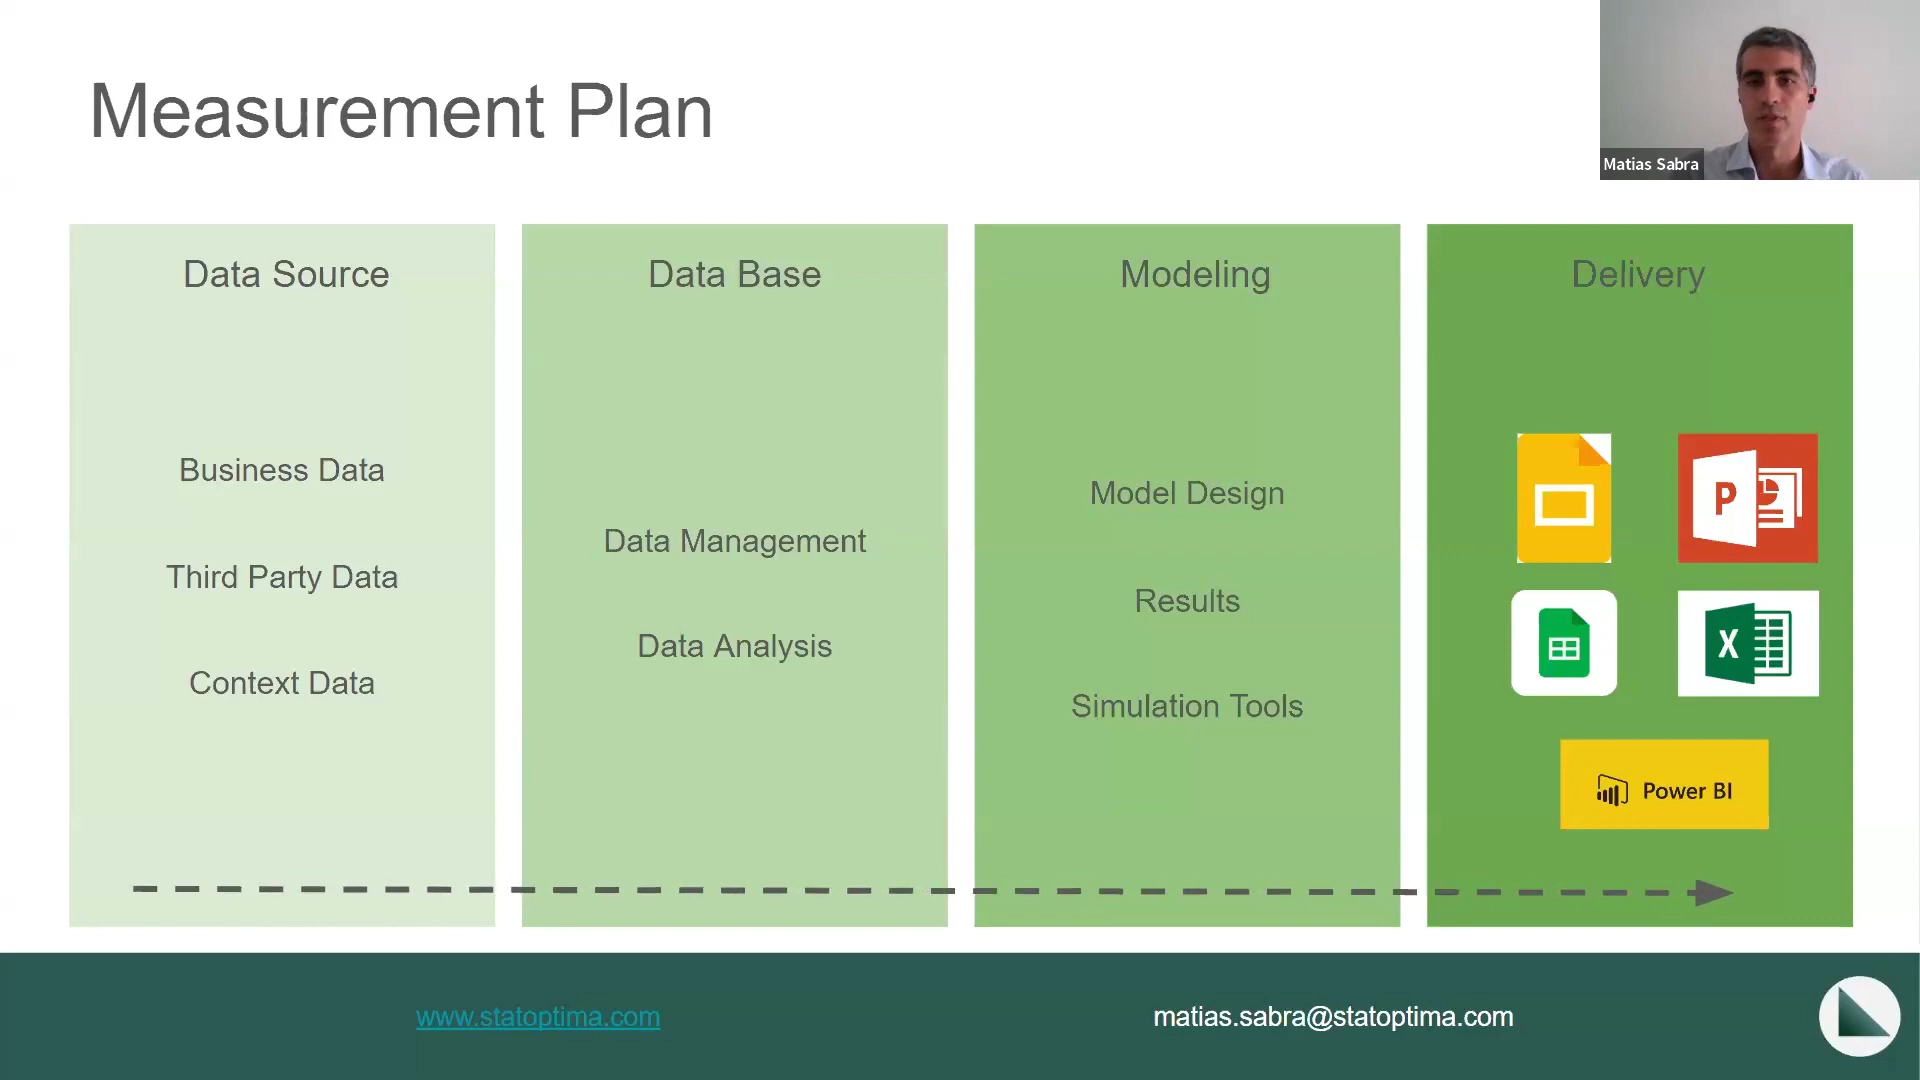 Measurement Plan
Matias Sabra
Data Source
Business Data
Third Party Data
Context Data
Data Base
Data Management
Data Analysis
Modeling
Model Design
Results
Simulation Tools
Delivery
P
X
Power BI
www.statoptima.com
matias.sabra@statoptima.com